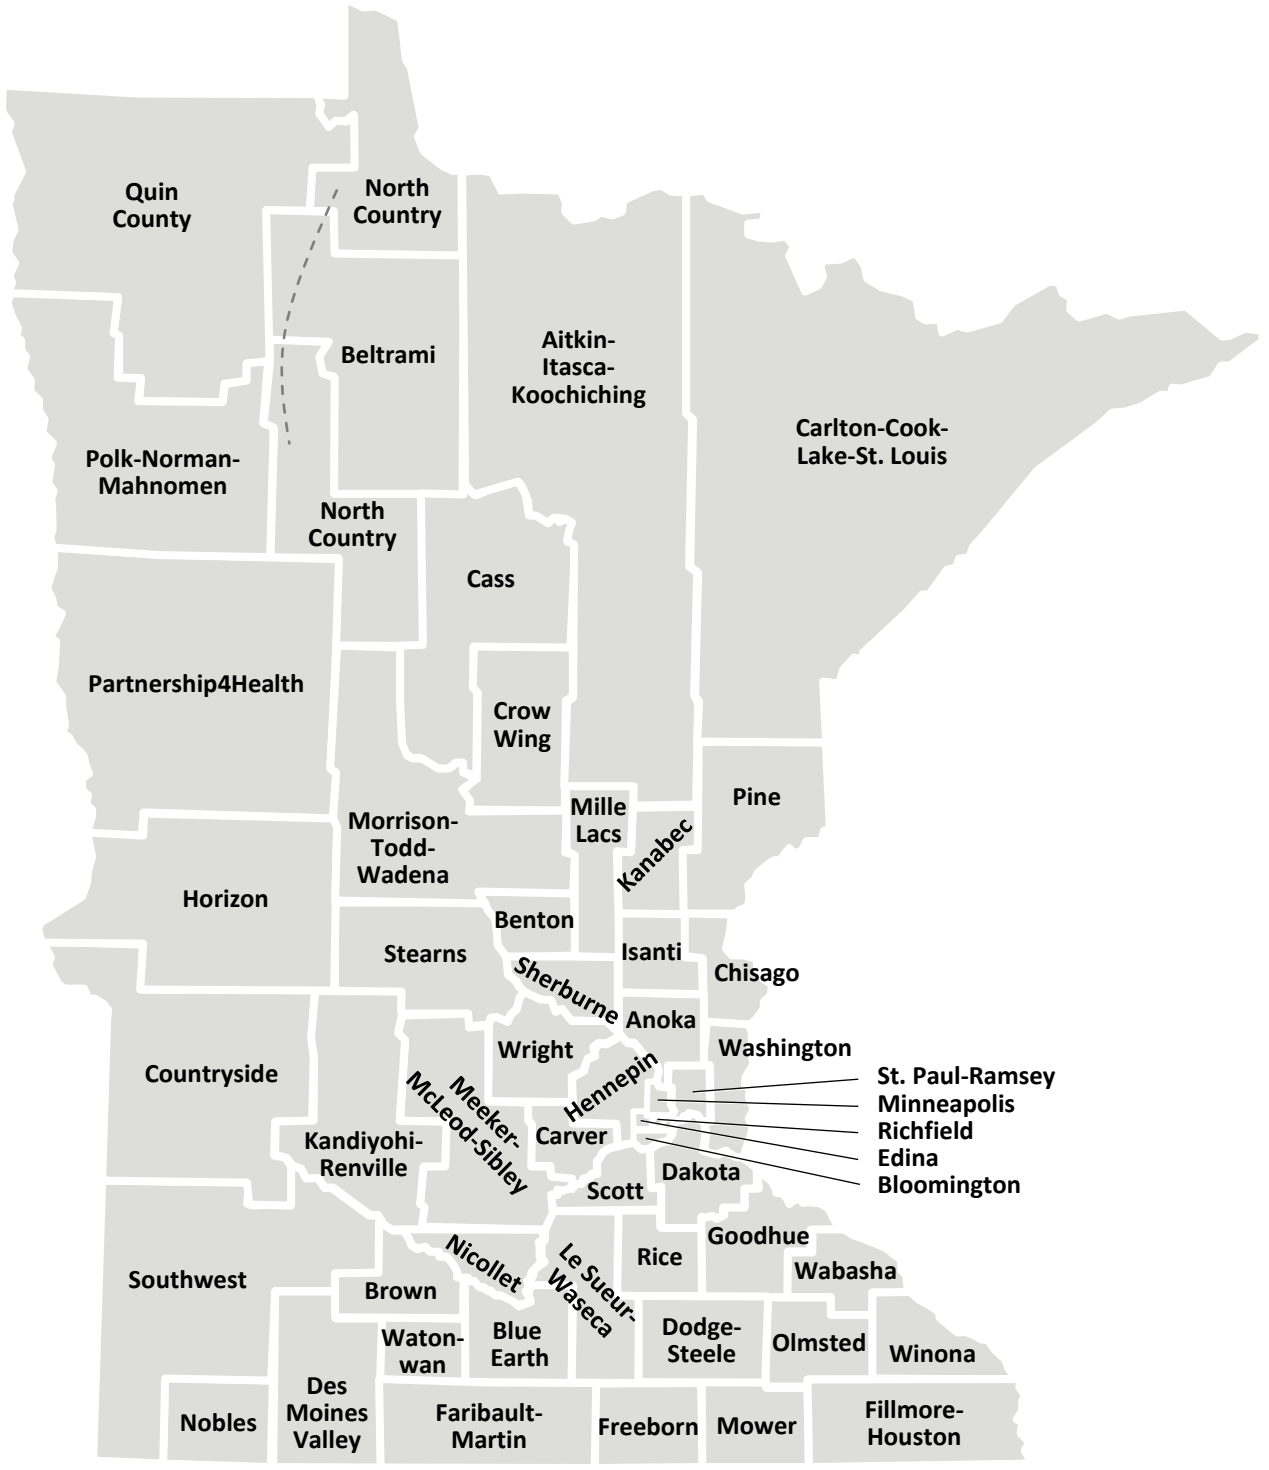 Quin
County
North
Country
Beltrami
Aitkin-
Itasca-
Koochiching
Carlton-Cook-
Lake-St. Louis
Polk-Norman-
Mahnomen
North
Country
Cass
Partnership4Health
Crow
Wing
Pine
Mille
Lacs
Kanabec
Morrison-
Todd-
Wadena
Horizon
Benton
Stearns
Isanti
Sherburne
Chisago
Anoka
Wright
Washington
Hennepin
Countryside
St. Paul-Ramsey
Minneapolis
Richfield
Edina
Bloomington
Meeker-
McLeod-Sibley
Carver
Kandiyohi-
Renville
Dakota
Scott
Goodhue
Nicollet
Le Sueur-
Waseca
Rice
Wabasha
Southwest
Brown
Waton-
wan
Blue
Earth
Dodge-
Steele
Olmsted
Winona
Nobles
Des
Moines
Valley
Faribault-
Martin
Freeborn
Mower
Fillmore-
Houston